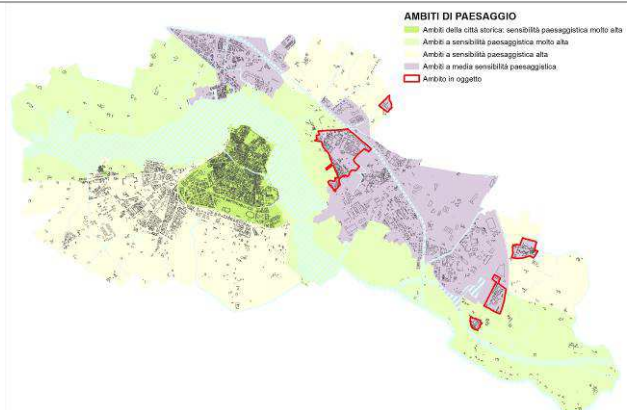 AMBITI DI PAESAGGIO
Ambiti della città storica: sensibilità paesaggistica molto alta
Ambiti a sensibilità paesaggistica molto alta
Ambiti a sensibilità paesaggistica alta
Ambiti a media sensibilità paesaggistica
Ambito in oggetto